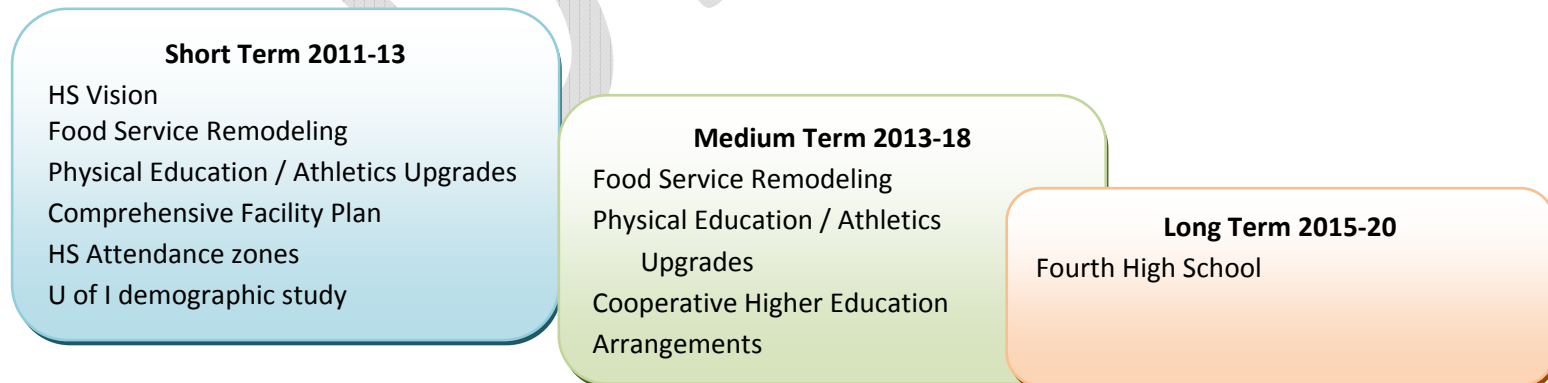 Short Term 2011-13
HS Vision
Food Service Remodeling
Physical Education / Athletics Upgrades
Comprehensive Facility Plan
HS Attendance zones
U of I demographic study
Medium Term 2013-18
Food Service Remodeling
Physical Education / Athletics
Upgrades
Cooperative Higher Education
Arrangements
Long Term 2015-20
Fourth High School